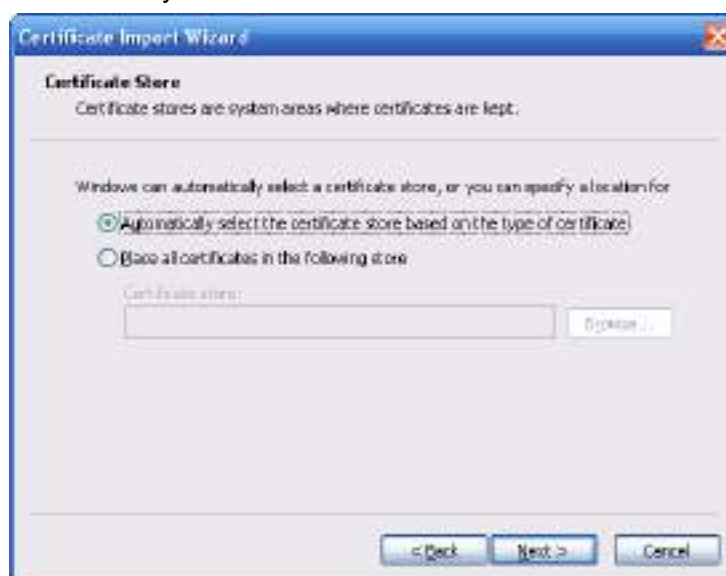 Certificate Import Wizard
Certificate Store
Certificate stores are system areas where certificates are kept.
Windows can automatically select a certificate store, or you can specify a location for
Automatically select the certificate store based on the type of certificate
Place all certificates in the following store
Certificate store:
Browse...
< Back
Next >
Cancel